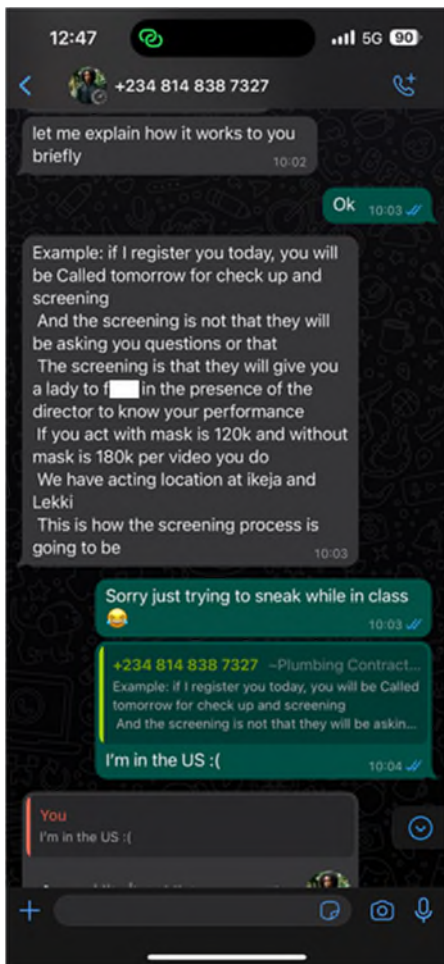 12:47
5G 90
+234 814 838 7327
let me explain how it works to you
briefly
10:02
Ok 10:03
Example: if I register you today, you will
be Called tomorrow for check up and
screening
And the screening is not that they will
be asking you questions or that
The screening is that they will give you
a lady to f in the presence of the
director to know your performance
If you act with mask is 120k and without
mask is 180k per video you do
We have acting location at ikeja and
Lekki
This is how the screening process is
going to be
10:03
Sorry just trying to sneak while in class
😂
10:03
+234 814 838 7327 ~Plumbing Contract...
Example: if I register you today, you will be Called
tomorrow for check up and screening
And the screening is not that they will be askin...
I'm in the US :(
10:04
You
I'm in the US :(